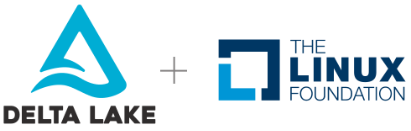 DELTA LAKE
+
THE
LINUX
FOUNDATION